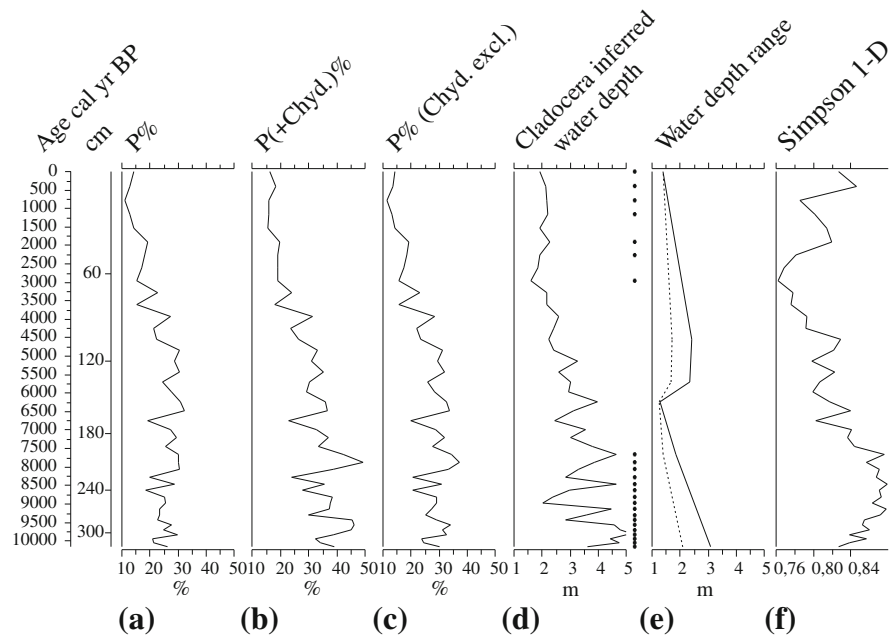 Age cal yr BP
cm
P%
P(+Chyd.)%
P% (Chyd. excl.)
Cladocera inferred
water depth
Water depth range
Simpson 1-D
0
500
1000
1500
2000
2500
3000
3500
4000
4500
5000
5500
6000
6500
7000
7500
8000
8500
9000
9500
10000
60
120
180
240
300
10 20 30 40 50
%
10 20 30 40 50
%
10 20 30 40 50
%
1 2 3 4 5
m
1 2 3 4 5
m
0,76 0,80 0,84
(a) (b) (c) (d) (e) (f)